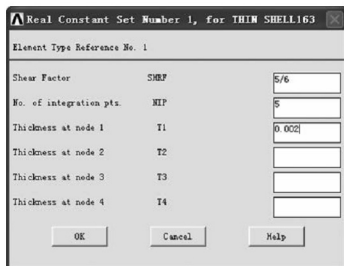 Real Constant Set Number 1, for THIN SHELL163
Element Type Reference No. 1
Shear Factor SHRF 5/6
No. of integration pts. NIP 5
Thickness at node 1 T1 0.002
Thickness at node 2 T2
Thickness at node 3 T3
Thickness at node 4 T4
OK Cancel Help